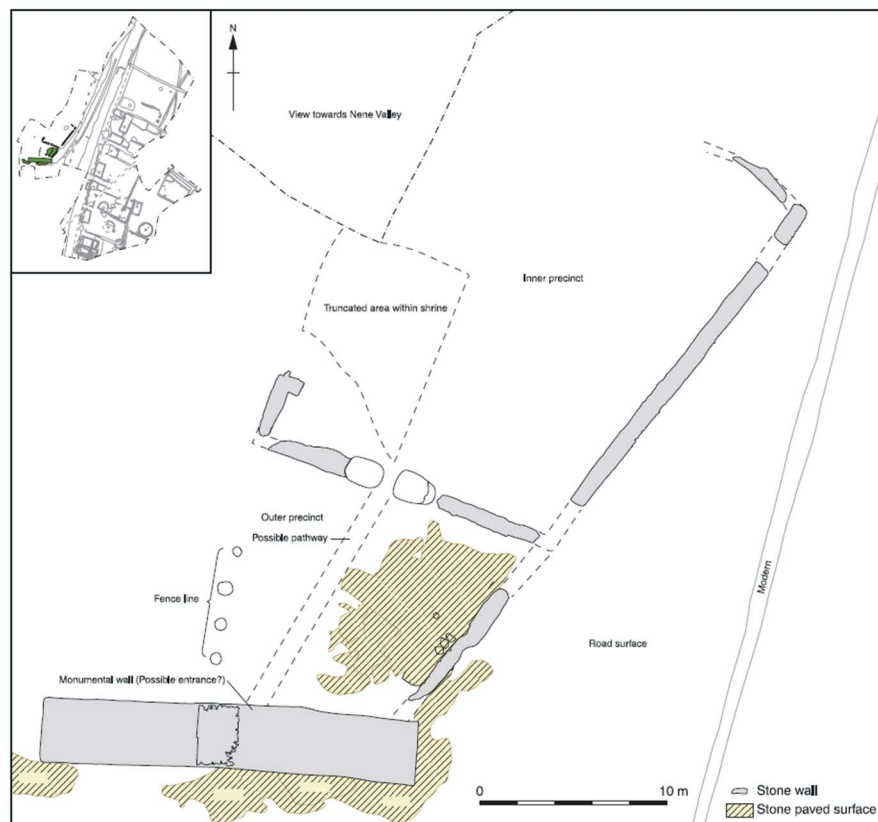 N
View towards Nene Valley
Inner precinct
Truncated area within shrine
Outer precinct
Possible pathway
Fence line
Monumental wall (Possible entrance?)
Road surface
Modern
0 10 m
Stone wall
Stone paved surface